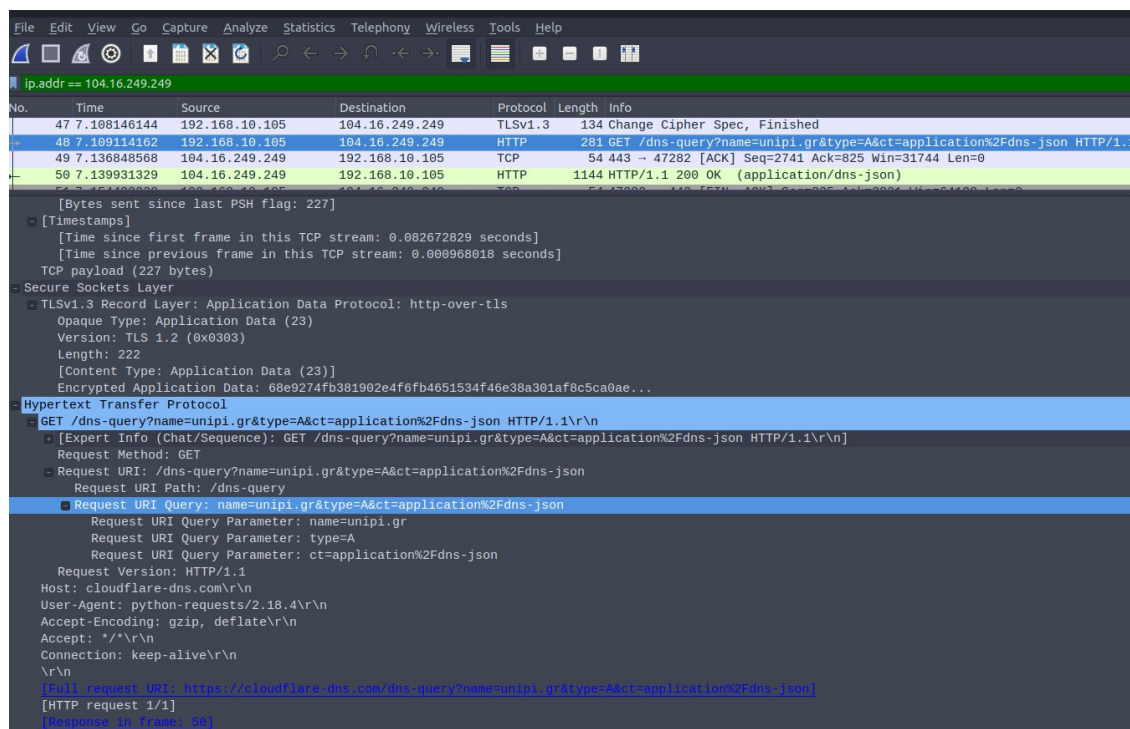 File Edit View Go Capture Analyze Statistics Telephony Wireless Tools Help
ip.addr == 104.16.249.249
No. Time Source Destination Protocol Length Info
47 7.108146144 192.168.10.105 104.16.249.249 TLSv1.3 134 Change Cipher Spec, Finished
48 7.109114162 192.168.10.105 104.16.249.249 HTTP 281 GET /dns-query?name=unipi.gr&type=A&ct=application%2Fdns-json HTTP/1.
49 7.136848568 104.16.249.249 192.168.10.105 TCP 54 443 → 47282 [ACK] Seq=2741 Ack=825 Win=31744 Len=0
50 7.139931329 104.16.249.249 192.168.10.105 HTTP 1144 HTTP/1.1 200 OK (application/dns-json)
[Bytes sent since last PSH flag: 227]
[Timestamps]
[Time since first frame in this TCP stream: 0.082672829 seconds]
[Time since previous frame in this TCP stream: 0.000968018 seconds]
TCP payload (227 bytes)
Secure Sockets Layer
TLSv1.3 Record Layer: Application Data Protocol: http-over-tls
Opaque Type: Application Data (23)
Version: TLS 1.2 (0x0303)
Length: 222
[Content Type: Application Data (23)]
Encrypted Application Data: 68e9274fb381902e4f6fb4651534f46e38a301af8c5ca0ae...
Hypertext Transfer Protocol
GET /dns-query?name=unipi.gr&type=A&ct=application%2Fdns-json HTTP/1.1\r\n
[Expert Info (Chat/Sequence): GET /dns-query?name=unipi.gr&type=A&ct=application%2Fdns-json HTTP/1.1\r\n]
Request Method: GET
Request URI: /dns-query?name=unipi.gr&type=A&ct=application%2Fdns-json
Request URI Path: /dns-query
Request URI Query: name=unipi.gr&type=A&ct=application%2Fdns-json
Request URI Query Parameter: name=unipi.gr
Request URI Query Parameter: type=A
Request URI Query Parameter: ct=application%2Fdns-json
Request Version: HTTP/1.1
Host: cloudflare-dns.com\r\n
User-Agent: python-requests/2.18.4\r\n
Accept-Encoding: gzip, deflate\r\n
Accept: */*\r\n
Connection: keep-alive\r\n
\r\n
[Full request URI: https://cloudflare-dns.com/dns-query?name=unipi.gr&type=A&ct=application%2Fdns-json]
[HTTP request 1/1]
[Response in frame: 50]